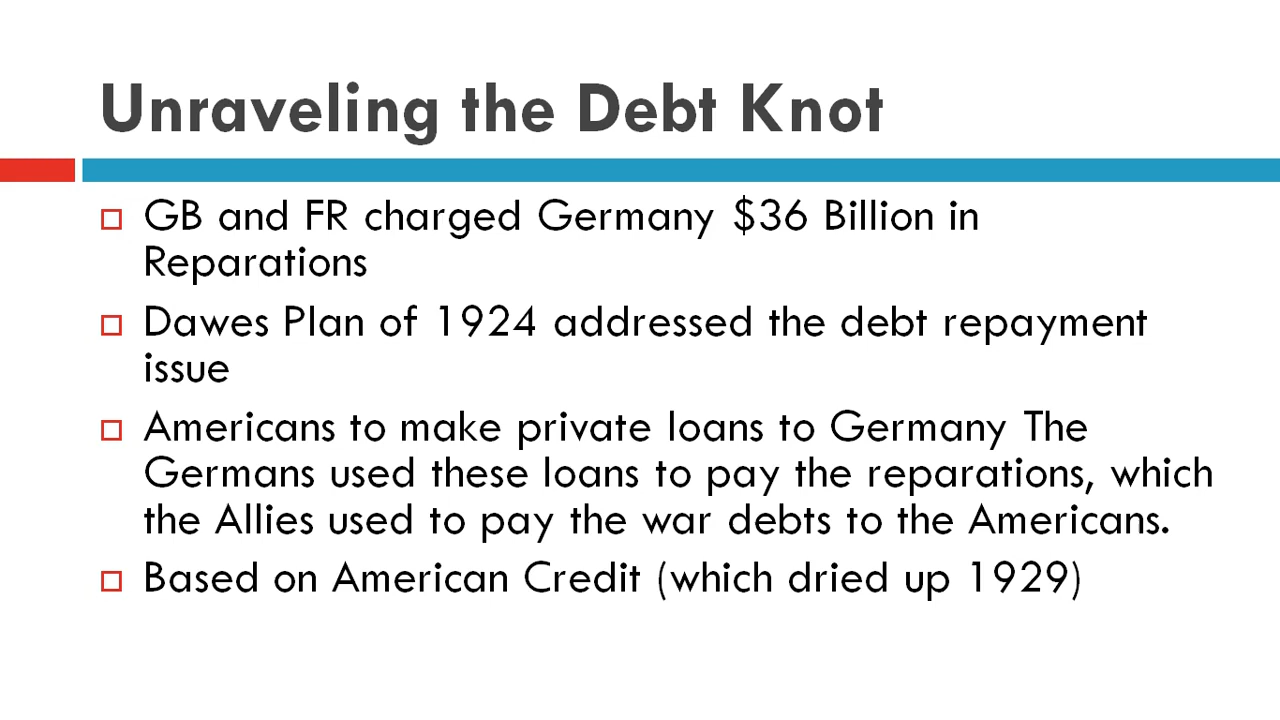 Unraveling the Debt Knot
GB and FR charged Germany $36 Billion in
Reparations
Dawes Plan of 1924 addressed the debt repayment
issue
Americans to make private loans to Germany The
Germans used these loans to pay the reparations, which
the Allies used to pay the war debts to the Americans.
Based on American Credit (which dried up 1929)